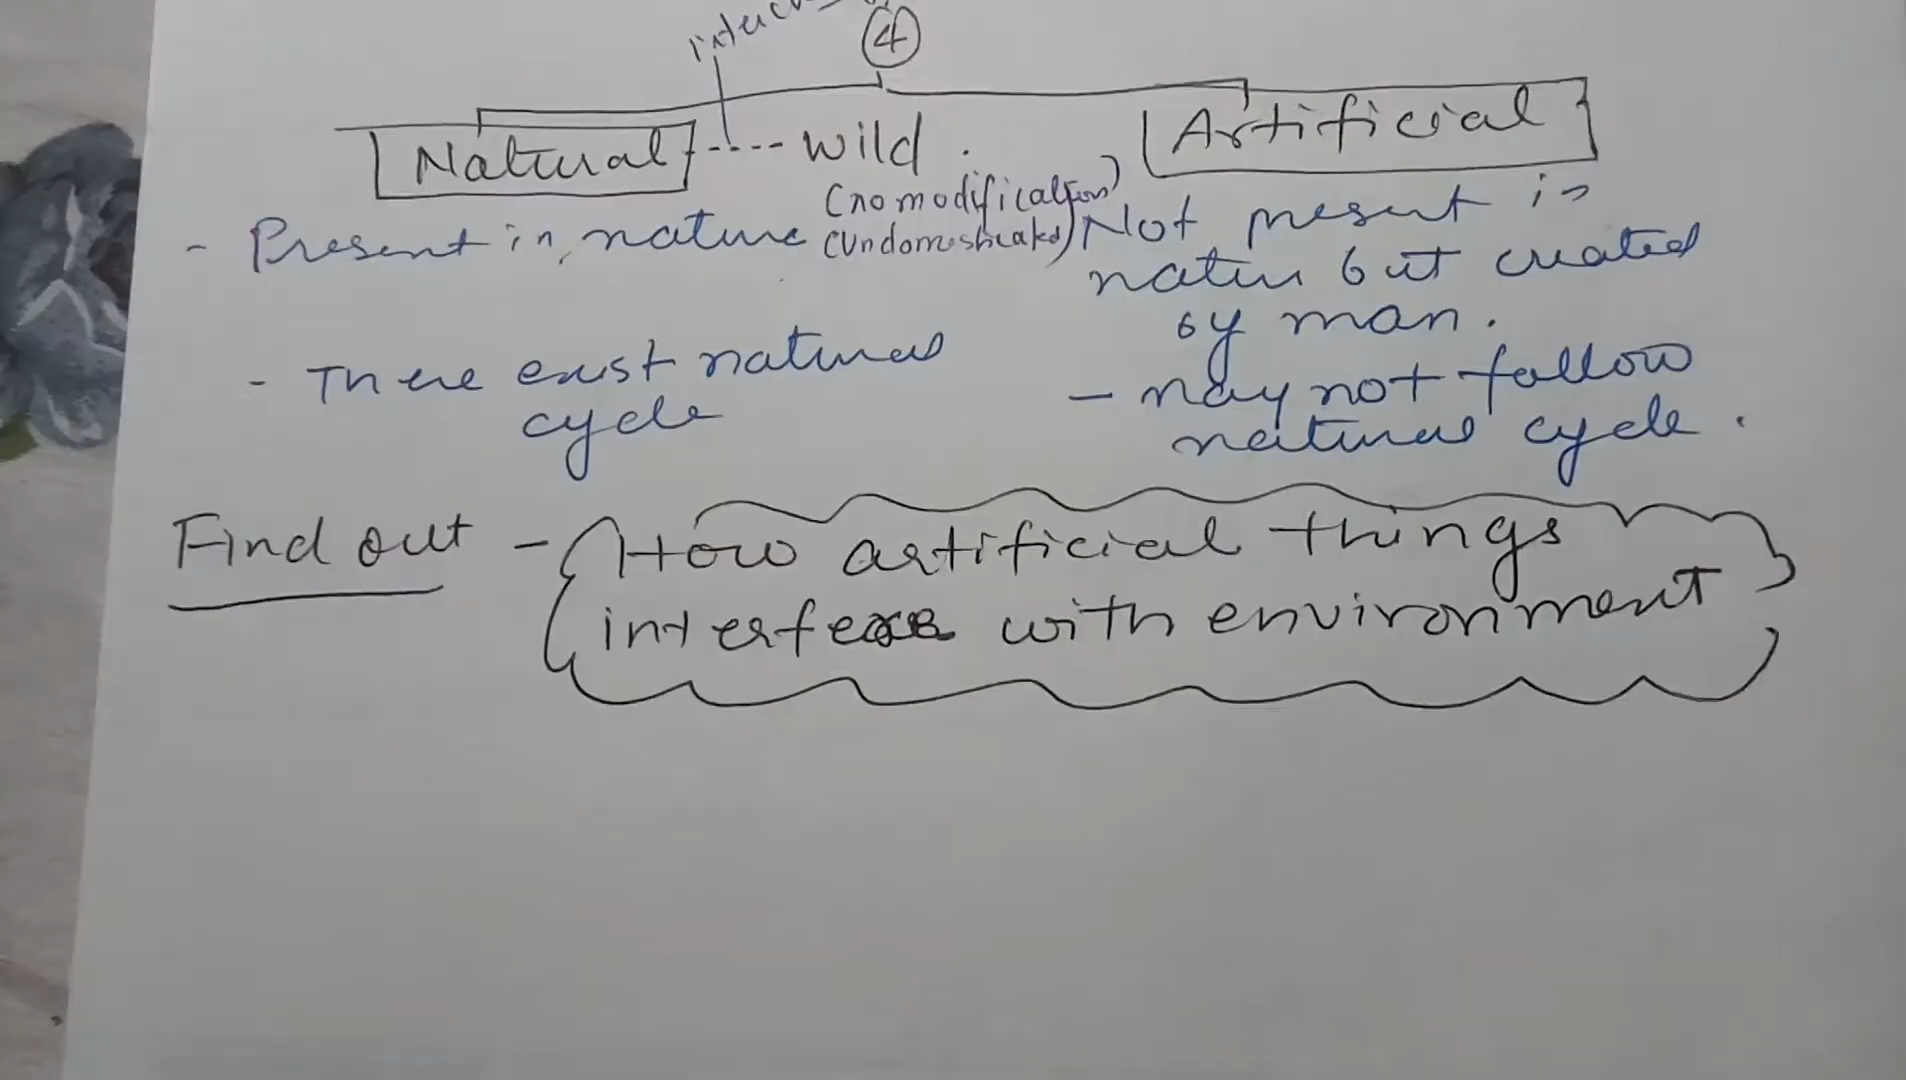 4
Natural ---- wild . Artificial
(no modification)
(undomesticated)
- Present in nature
Not present in
natur but created
by man.
- There exist natural
cycle
- may not follow
natural cycle.
Find out - How artificial things
interfere with environment